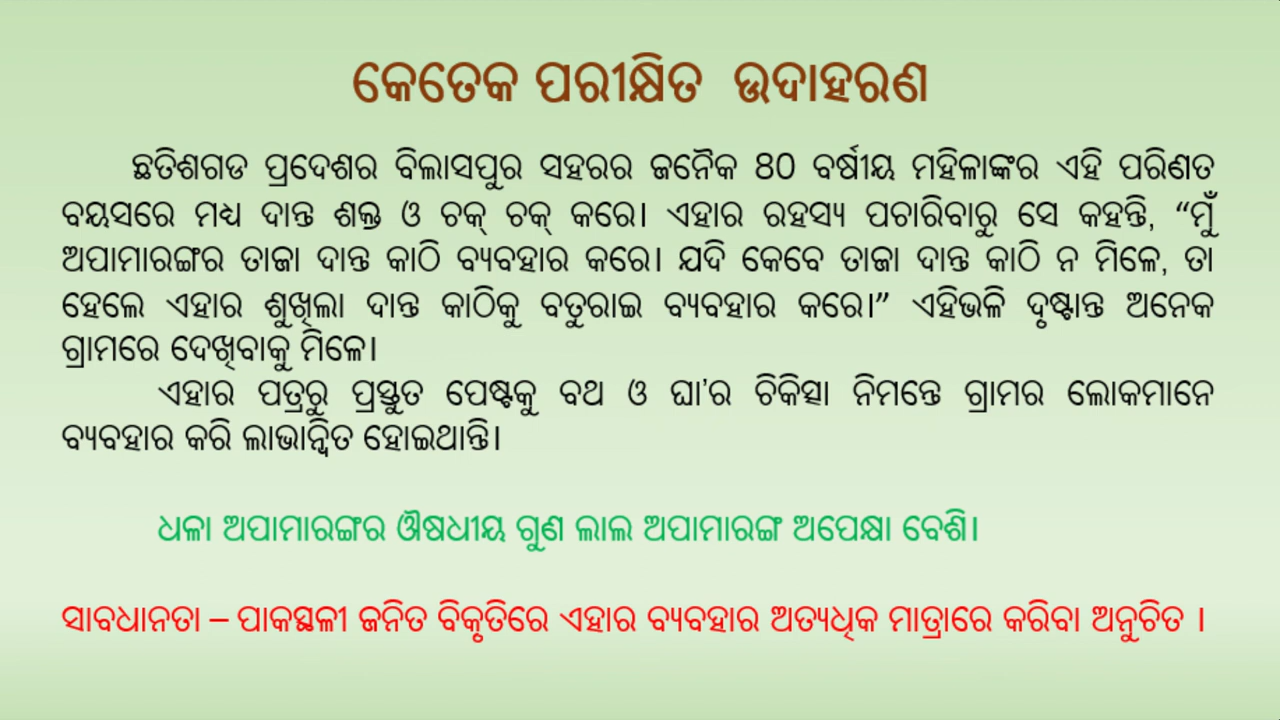 କେତେକ ପରୀକ୍ଷିତ ଉଦାହରଣ
ଛତିଶଗଡ ପ୍ରଦେଶର ବିଲାସପୁର ସହରର ଜନୈକ 80 ବର୍ଷୀୟ ମହିଳାଙ୍କର ଏହି ପରିଣତ
ବୟସରେ ମଧ୍ୟ ଦାନ୍ତ ଶକ୍ତ ଓ ଚକ୍ ଚକ୍ କରେ। ଏହାର ରହସ୍ୟ ପଚାରିବାରୁ ସେ କହନ୍ତି, “ମୁଁ
ଅପାମାରଙ୍ଗର ତାଜା ଦାନ୍ତ କାଠି ବ୍ୟବହାର କରେ। ଯଦି କେବେ ତାଜା ଦାନ୍ତ କାଠି ନ ମିଳେ, ତା
ହେଲେ ଏହାର ଶୁଖିଲା ଦାନ୍ତ କାଠିକୁ ବତୁରାଇ ବ୍ୟବହାର କରେ।” ଏହିଭଳି ଦୃଷ୍ଟାନ୍ତ ଅନେକ
ଗ୍ରାମରେ ଦେଖିବାକୁ ମିଳେ।
ଏହାର ପତ୍ରରୁ ପ୍ରସ୍ତୁତ ପେଷ୍ଟକୁ ବଥ ଓ ଘା’ର ଚିକିତ୍ସା ନିମନ୍ତେ ଗ୍ରାମର ଲୋକମାନେ
ବ୍ୟବହାର କରି ଲାଭାନ୍ୱିତ ହୋଇଥାନ୍ତି।
ଧଳା ଅପାମାରଙ୍ଗର ଔଷଧୀୟ ଗୁଣ ଲାଲ ଅପାମାରଙ୍ଗ ଅପେକ୍ଷା ବେଶି।
ସାବଧାନତା – ପାକସ୍ଥଳୀ ଜନିତ ବିକୃତିରେ ଏହାର ବ୍ୟବହାର ଅତ୍ୟଧିକ ମାତ୍ରାରେ କରିବା ଅନୁଚିତ ।